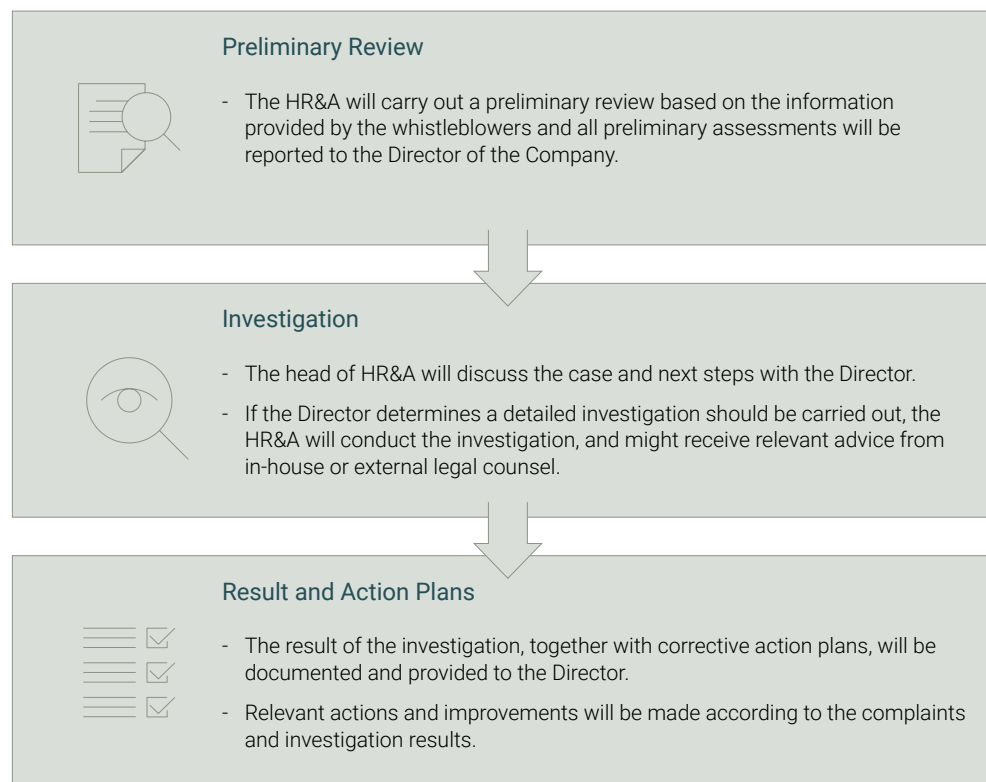 Preliminary Review
- The HR&A will carry out a preliminary review based on the information
provided by the whistleblowers and all preliminary assessments will be
reported to the Director of the Company.
Investigation
- The head of HR&A will discuss the case and next steps with the Director.
- If the Director determines a detailed investigation should be carried out, the
HR&A will conduct the investigation, and might receive relevant advice from
in-house or external legal counsel.
Result and Action Plans
- The result of the investigation, together with corrective action plans, will be
documented and provided to the Director.
- Relevant actions and improvements will be made according to the complaints
and investigation results.